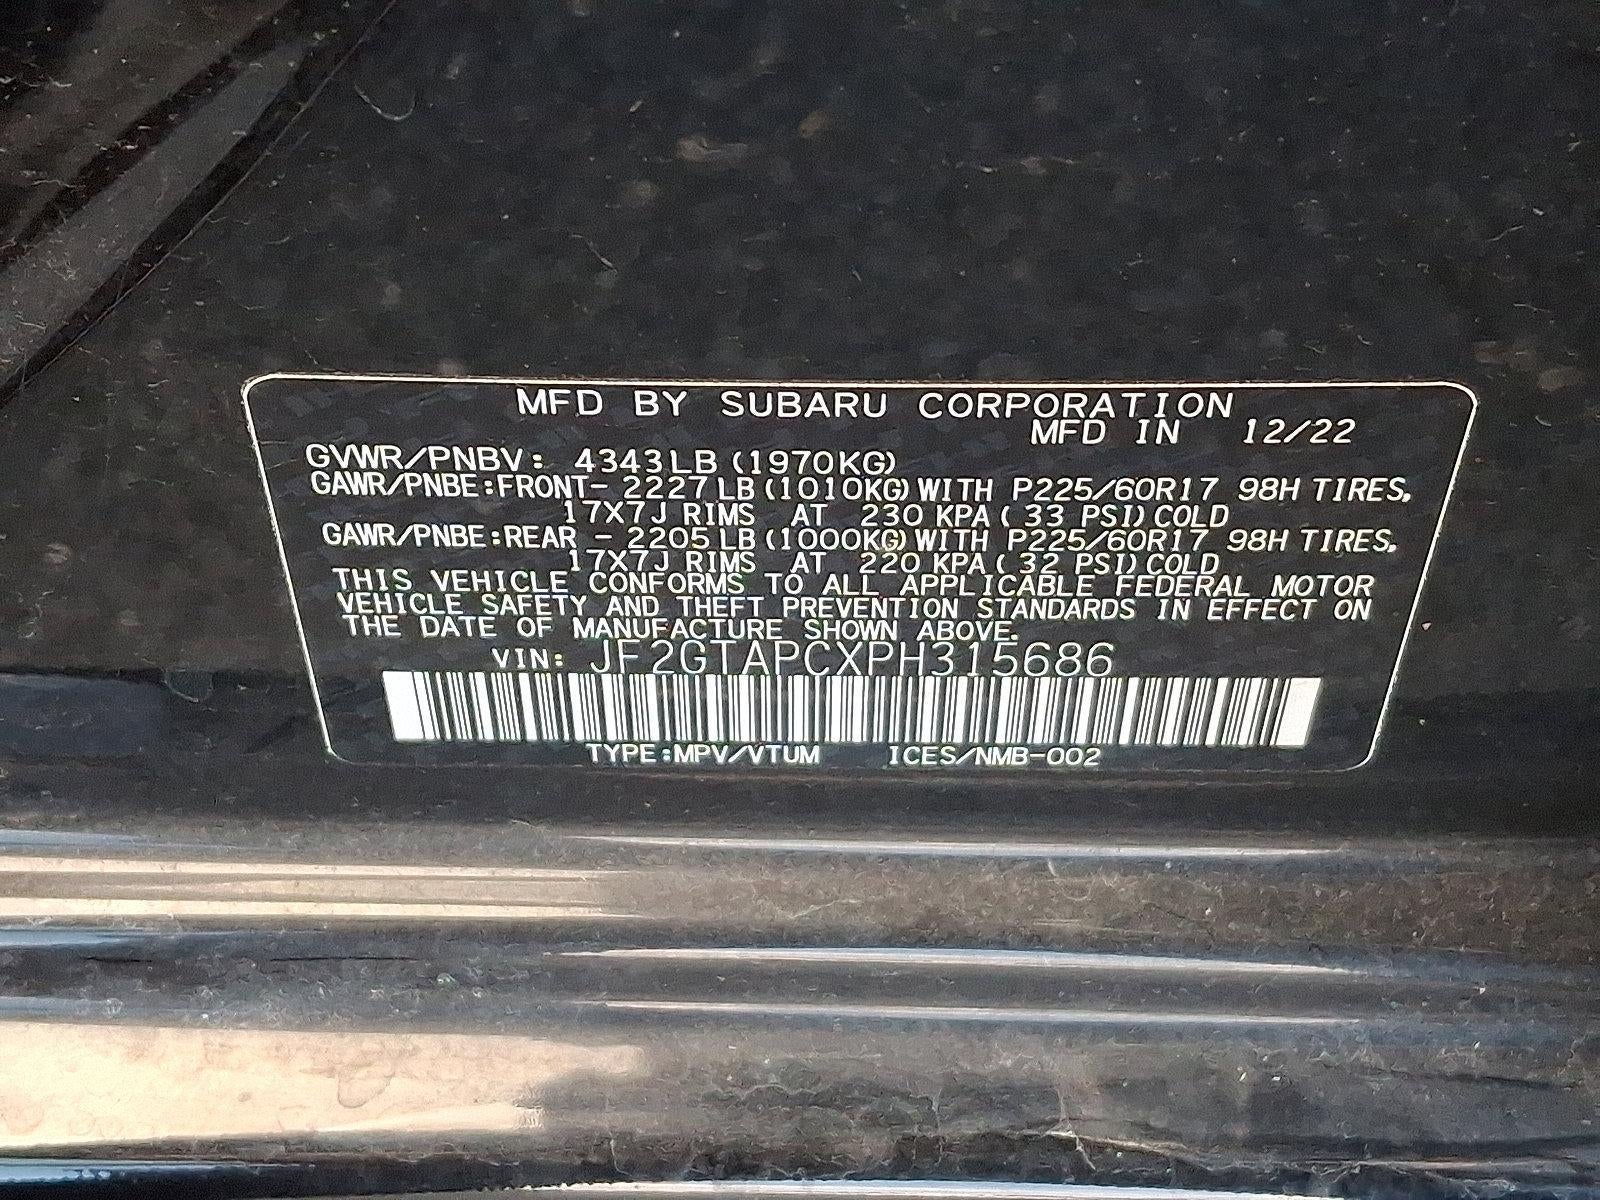 MFD BY SUBARU CORPORATION
MFD IN 12/22
GVWR/PNBV: 4343LB (1970KG)
GAWR/PNBE:FRONT- 2227LB(1010KG)WITH P225/60R17 98H TIRES,
17X7J RIMS AT 230 KPA( 33 PSI)COLD
GAWR/PNBE:REAR - 2205LB(1000KG)WITH P225/60R17 98H TIRES,
17X7J RIMS AT 220 KPA( 32 PSI)COLD
THIS VEHICLE CONFORMS TO ALL APPLICABLE FEDERAL MOTOR
VEHICLE SAFETY AND THEFT PREVENTION STANDARDS IN EFFECT ON
THE DATE OF MANUFACTURE SHOWN ABOVE.
VIN: JF2GTAPCXPH315686
TYPE:MPV/VTUM ICES/NMB-002